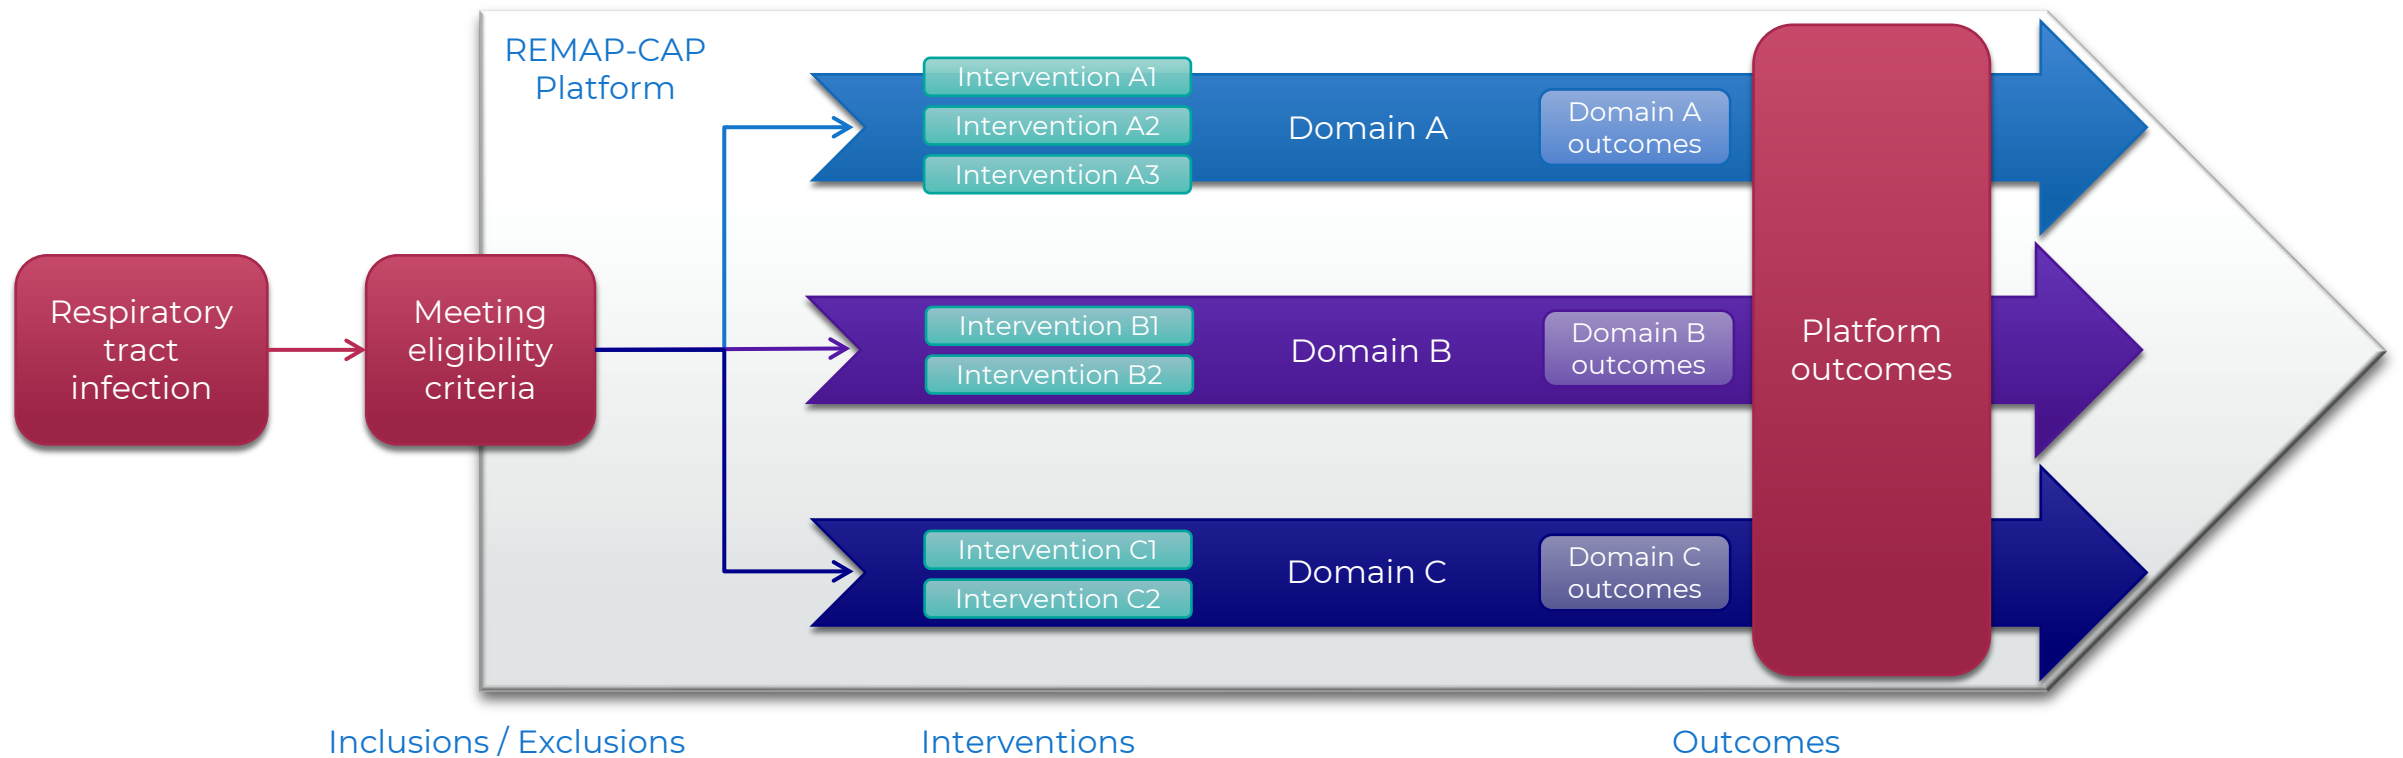 REMAP-CAP
Platform
Respiratory
tract
infection
Meeting
eligibility
criteria
Intervention A1
Intervention A2
Intervention A3
Domain A
Domain A
outcomes
Intervention B1
Intervention B2
Domain B
Domain B
outcomes
Intervention C1
Intervention C2
Domain C
Domain C
outcomes
Platform
outcomes
Inclusions / Exclusions
Interventions
Outcomes